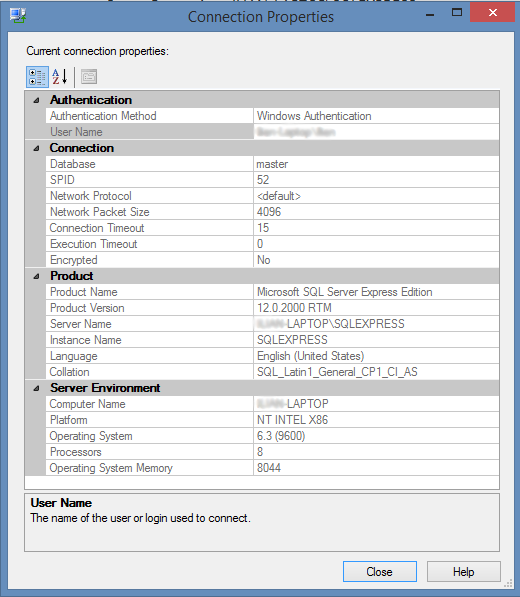 Connection Properties
Current connection properties:
Authentication
Authentication Method Windows Authentication
User Name
Connection
Database master
SPID 52
Network Protocol <default>
Network Packet Size 4096
Connection Timeout 15
Execution Timeout 0
Encrypted No
Product
Product Name Microsoft SQL Server Express Edition
Product Version 12.0.2000 RTM
Server Name -LAPTOP\SQLEXPRESS
Instance Name SQLEXPRESS
Language English (United States)
Collation SQL_Latin1_General_CP1_CI_AS
Server Environment
Computer Name -LAPTOP
Platform NT INTEL X86
Operating System 6.3 (9600)
Processors 8
Operating System Memory 8044
User Name
The name of the user or login used to connect.
Close Help